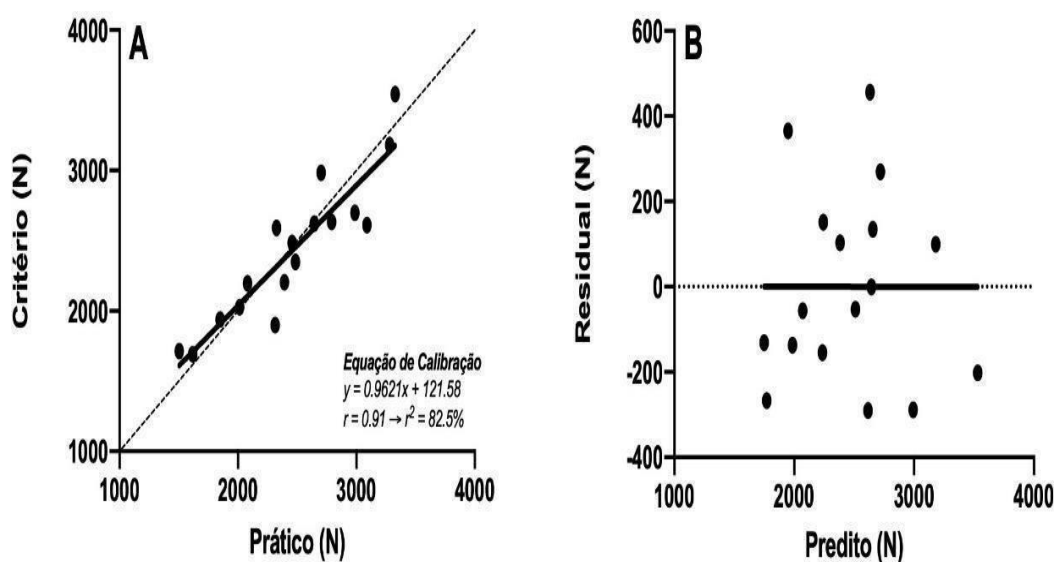 A
4000
3000
2000
1000
Critério (N)
1000
2000
3000
4000
Prático (N)
Equação de Calibração
y = 0.9621x + 121.58
r = 0.91 → r² = 82.5%
B
600
400
200
0
-200
-400
Residual (N)
1000
2000
3000
4000
Predito (N)